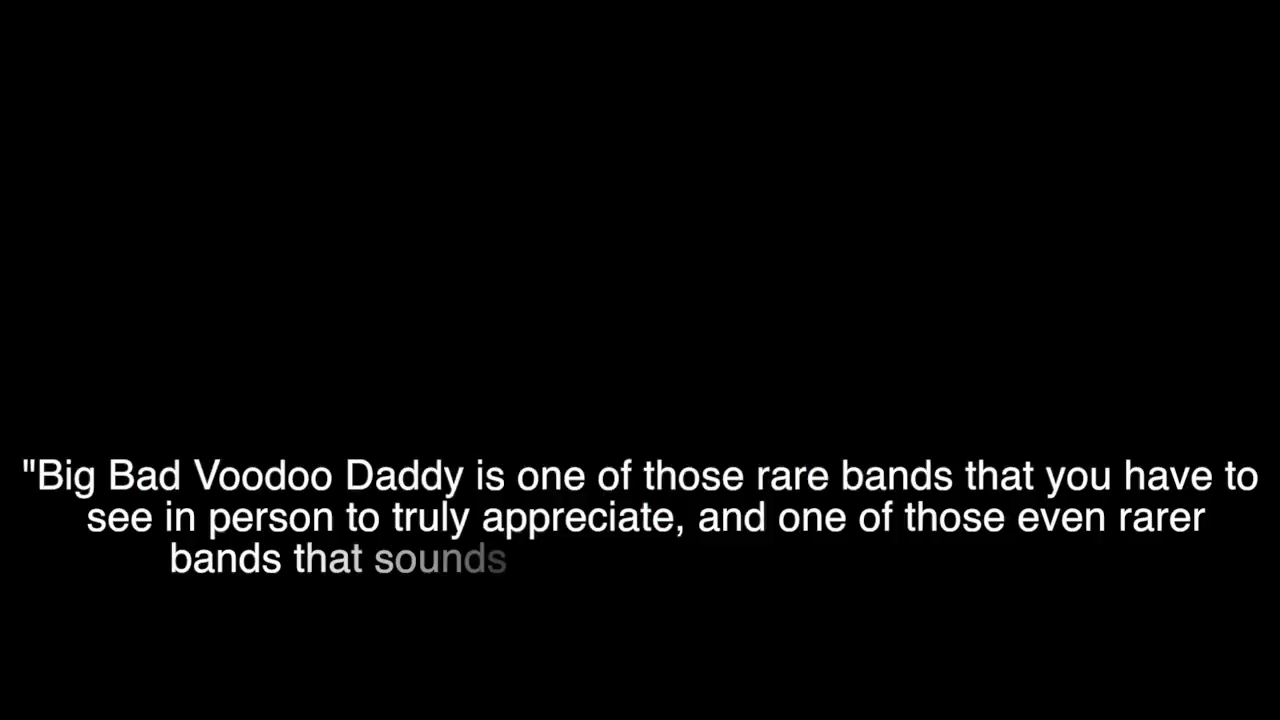 "Big Bad Voodoo Daddy is one of those rare bands that you have to
see in person to truly appreciate, and one of those even rarer
bands that sounds